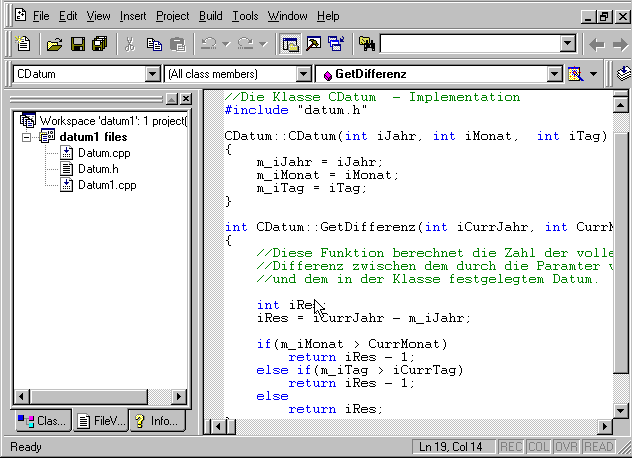 File Edit View Insert Project Build Tools Window Help
CDatum (All class members) GetDifferenz
Workspace 'datum1': 1 project(
datum1 files
Datum.cpp
Datum.h
Datum1.cpp
Clas... FileV... Info...
//Die Klasse CDatum - Implementation
#include "datum.h"
CDatum::CDatum(int iJahr, int iMonat, int iTag)
{
m_iJahr = iJahr;
m_iMonat = iMonat;
m_iTag = iTag;
}
int CDatum::GetDifferenz(int iCurrJahr, int CurrM
{
//Diese Funktion berechnet die Zahl der volle
//Differenz zwischen dem durch die Paramter v
//und dem in der Klasse festgelegtem Datum.
int iRes;
iRes = iCurrJahr - m_iJahr;
if(m_iMonat > CurrMonat)
return iRes - 1;
else if(m_iTag > iCurrTag)
return iRes - 1;
else
return iRes;
}
Ready Ln 19, Col 14 REC COL OVR READ